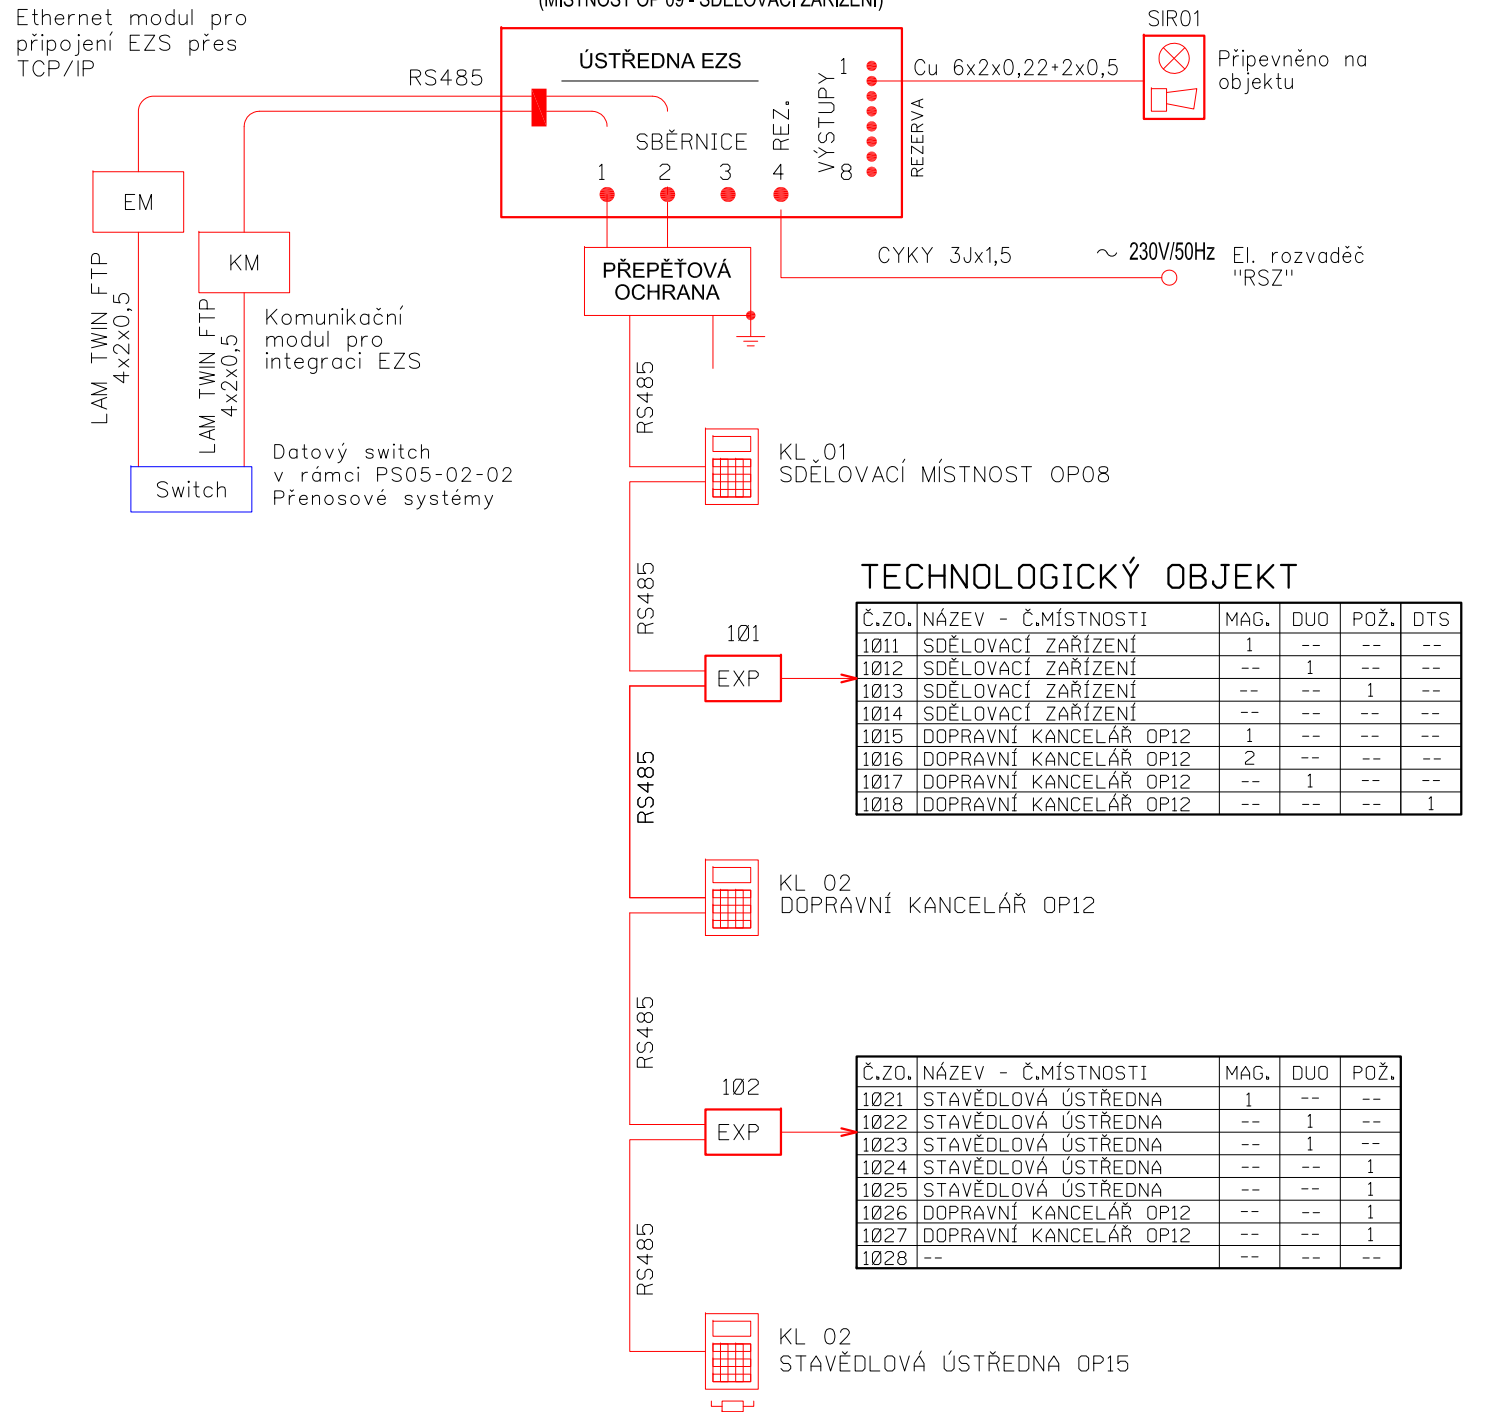 (MÍSTNOST OP 09 - SDĚLOVACÍ ZAŘÍZENÍ)
Ethernet modul pro
připojení EZS přes
TCP/IP
RS485
ÚSTŘEDNA EZS
SBĚRNICE
1
2
3
4
REZ.
VÝSTUPY
1
8
REZERVA
Cu 6x2x0,22+2x0,5
SIR01
Připevněno na
objektu
EM
KM
LAM TWIN FTP
4x2x0,5
LAM TWIN FTP
4x2x0,5
Komunikační
modul pro
integraci EZS
PŘEPĚŤOVÁ
OCHRANA
CYKY 3Jx1,5
~ 230V/50Hz
El. rozvaděč
"RSZ"
Switch
Datový switch
v rámci PS05-02-02
Přenosové systémy
RS485
KL 01
SDĚLOVACÍ MÍSTNOST OP08
RS485
TECHNOLOGICKÝ OBJEKT
101
EXP
Č.ZO. NÁZEV - Č.MÍSTNOSTI MAG. DUO POŽ. DTS
1011 SDĚLOVACÍ ZAŘÍZENÍ 1 -- -- --
1012 SDĚLOVACÍ ZAŘÍZENÍ -- 1 -- --
1013 SDĚLOVACÍ ZAŘÍZENÍ -- -- 1 --
1014 SDĚLOVACÍ ZAŘÍZENÍ -- -- -- --
1015 DOPRAVNÍ KANCELÁŘ OP12 1 -- -- --
1016 DOPRAVNÍ KANCELÁŘ OP12 2 -- -- --
1017 DOPRAVNÍ KANCELÁŘ OP12 -- 1 -- --
1018 DOPRAVNÍ KANCELÁŘ OP12 -- -- -- 1
RS485
KL 02
DOPRAVNÍ KANCELÁŘ OP12
RS485
102
EXP
Č.ZO. NÁZEV - Č.MÍSTNOSTI MAG. DUO POŽ.
1021 STAVĚDLOVÁ ÚSTŘEDNA 1 -- --
1022 STAVĚDLOVÁ ÚSTŘEDNA -- 1 --
1023 STAVĚDLOVÁ ÚSTŘEDNA -- 1 --
1024 STAVĚDLOVÁ ÚSTŘEDNA -- -- 1
1025 STAVĚDLOVÁ ÚSTŘEDNA -- -- 1
1026 DOPRAVNÍ KANCELÁŘ OP12 -- -- 1
1027 DOPRAVNÍ KANCELÁŘ OP12 -- -- 1
1028 -- -- -- --
RS485
KL 02
STAVĚDLOVÁ ÚSTŘEDNA OP15